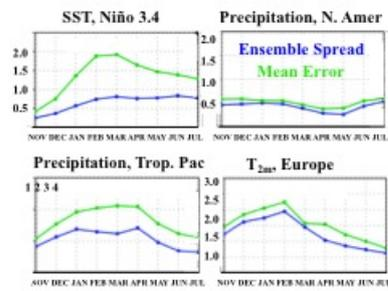 SST, Niño 3.4
2.0
1.5
1.0
0.5
NOV DEC JAN FEB MAR APR MAY JUN JUL
Precipitation, N. Amer
2.0
1.5
1.0
0.5
Ensemble Spread
Mean Error
NOV DEC JAN FEB MAR APR MAY JUN JUL
Precipitation, Trop. Pac
1 2 3 4
NOV DEC JAN FEB MAR APR MAY JUN JUL
T2m, Europe
3.0
2.5
2.0
1.5
1.0
NOV DEC JAN FEB MAR APR MAY JUN JUL